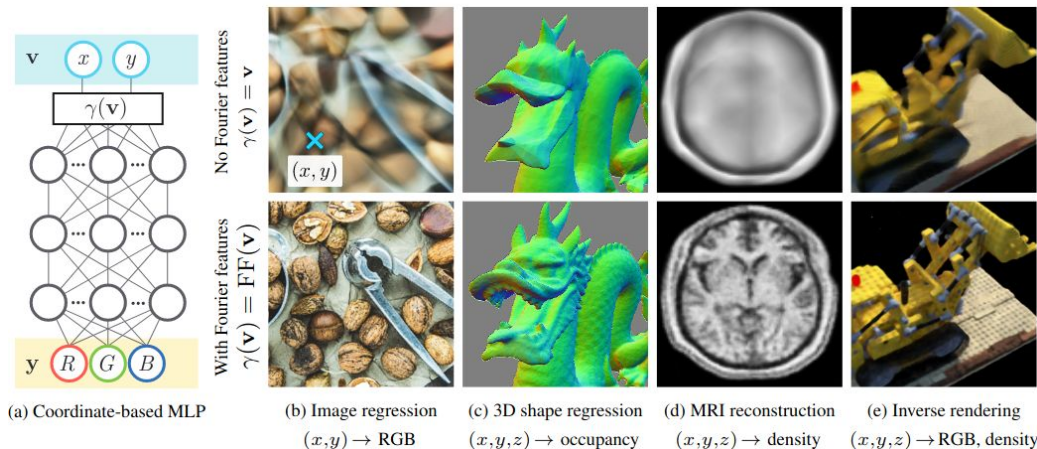 v
x
y
γ(v)
y
R
G
B
No Fourier features
γ(v) = v
With Fourier features
γ(v) = FF(v)
(x, y)
(a) Coordinate-based MLP
(b) Image regression
(x,y) → RGB
(c) 3D shape regression
(x,y,z) → occupancy
(d) MRI reconstruction
(x,y,z) → density
(e) Inverse rendering
(x,y,z) → RGB, density